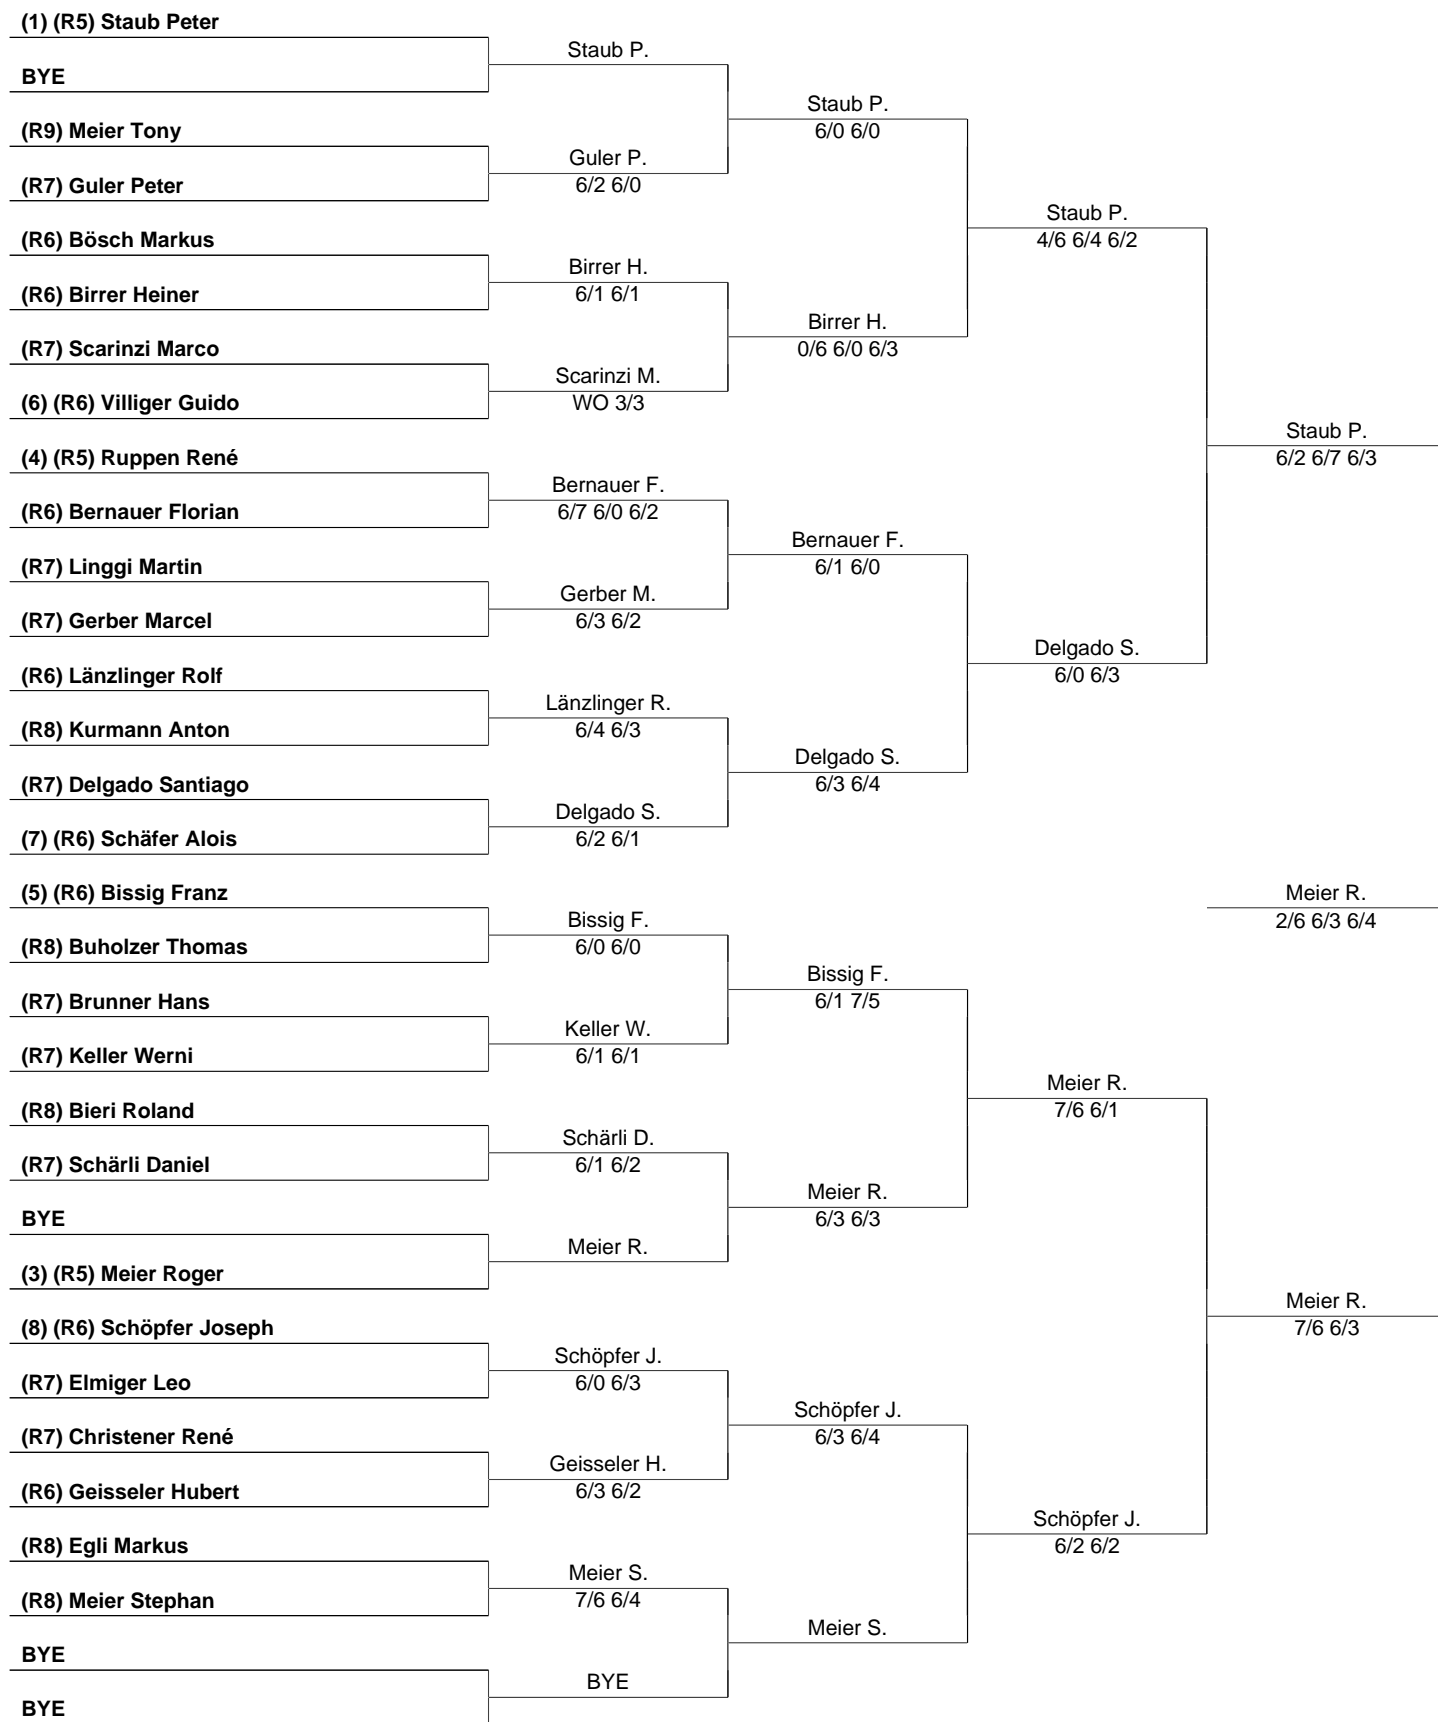 (1) (R5) Staub Peter
BYE
(R9) Meier Tony
(R7) Guler Peter
(R6) Bösch Markus
(R6) Birrer Heiner
(R7) Scarinzi Marco
(6) (R6) Villiger Guido
(4) (R5) Ruppen René
(R6) Bernauer Florian
(R7) Linggi Martin
(R7) Gerber Marcel
(R6) Länzlinger Rolf
(R8) Kurmann Anton
(R7) Delgado Santiago
(7) (R6) Schäfer Alois
(5) (R6) Bissig Franz
(R8) Buholzer Thomas
(R7) Brunner Hans
(R7) Keller Werni
(R8) Bieri Roland
(R7) Schärli Daniel
BYE
(3) (R5) Meier Roger
(8) (R6) Schöpfer Joseph
(R7) Elmiger Leo
(R7) Christener René
(R6) Geisseler Hubert
(R8) Egli Markus
(R8) Meier Stephan
BYE
BYE
Staub P.
Guler P.
6/2 6/0
Birrer H.
6/1 6/1
Scarinzi M.
WO 3/3
Bernauer F.
6/7 6/0 6/2
Gerber M.
6/3 6/2
Länzlinger R.
6/4 6/3
Delgado S.
6/2 6/1
Bissig F.
6/0 6/0
Keller W.
6/1 6/1
Schärli D.
6/1 6/2
Meier R.
Schöpfer J.
6/0 6/3
Geisseler H.
6/3 6/2
Meier S.
7/6 6/4
BYE
Staub P.
6/0 6/0
Birrer H.
0/6 6/0 6/3
Bernauer F.
6/1 6/0
Delgado S.
6/3 6/4
Bissig F.
6/1 7/5
Meier R.
6/3 6/3
Schöpfer J.
6/3 6/4
Meier S.
Staub P.
4/6 6/4 6/2
Delgado S.
6/0 6/3
Meier R.
7/6 6/1
Schöpfer J.
6/2 6/2
Staub P.
6/2 6/7 6/3
Meier R.
2/6 6/3 6/4
Meier R.
7/6 6/3